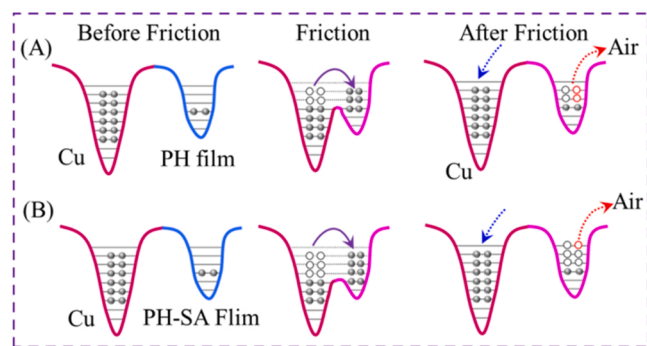 Before Friction Friction After Friction
(A) Air
Cu PH film Cu
(B) Air
Cu PH-SA Flim